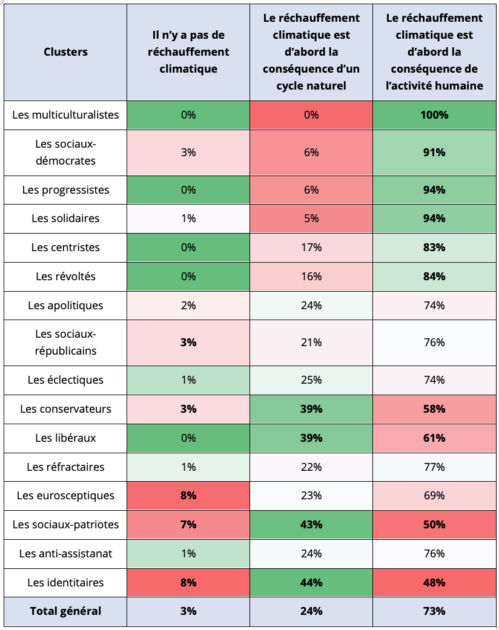 Clusters
Il n'y a pas de
réchauffement
climatique
Le réchauffement
climatique est
d'abord la
conséquence d'un
cycle naturel
Le réchauffement
climatique est
d'abord la
conséquence de
l'activité humaine
Les multiculturalistes 0% 0% 100%
Les sociaux-
démocrates 3% 6% 91%
Les progressistes 0% 6% 94%
Les solidaires 1% 5% 94%
Les centristes 0% 17% 83%
Les révoltés 0% 16% 84%
Les apolitiques 2% 24% 74%
Les sociaux-
républicains 3% 21% 76%
Les éclectiques 1% 25% 74%
Les conservateurs 3% 39% 58%
Les libéraux 0% 39% 61%
Les réfractaires 1% 22% 77%
Les eurosceptiques 8% 23% 69%
Les sociaux-patriotes 7% 43% 50%
Les anti-assistanat 1% 24% 76%
Les identitaires 8% 44% 48%
Total général 3% 24% 73%